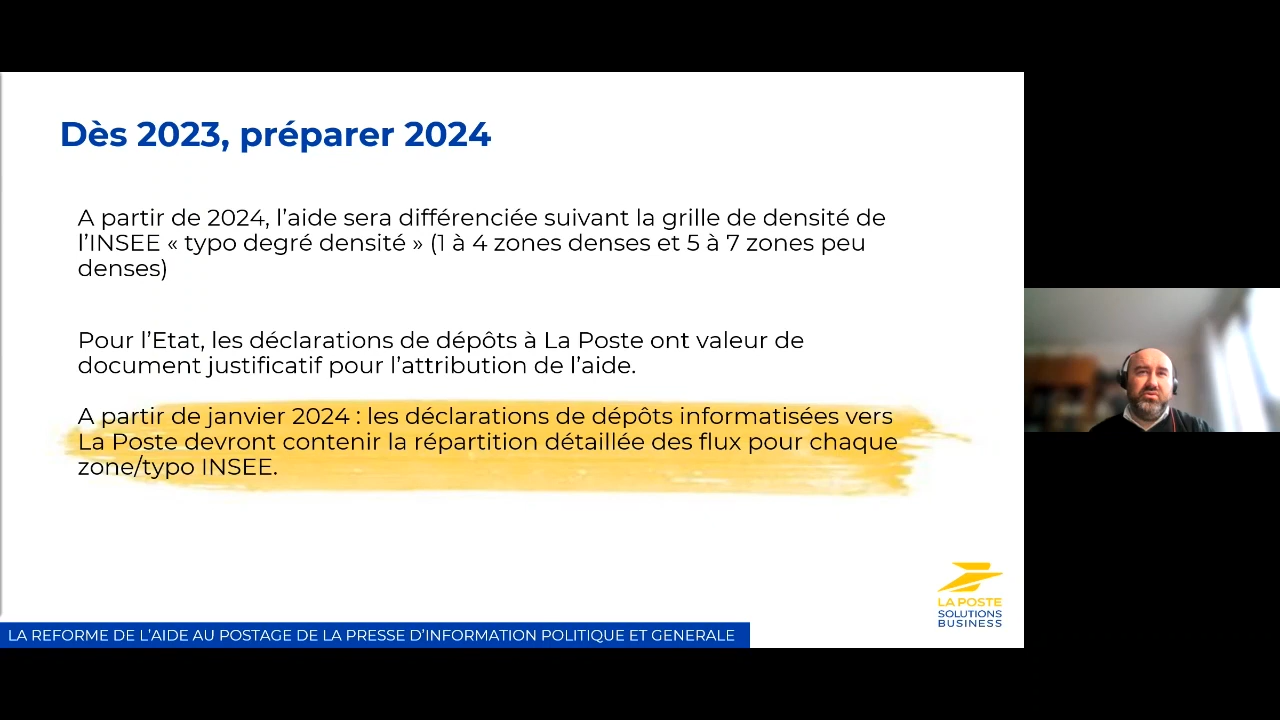 Dès 2023, préparer 2024
A partir de 2024, l’aide sera différenciée suivant la grille de densité de
l’INSEE « typo degré densité » (1 à 4 zones denses et 5 à 7 zones peu
denses)
Pour l’Etat, les déclarations de dépôts à La Poste ont valeur de
document justificatif pour l’attribution de l’aide.
A partir de janvier 2024 : les déclarations de dépôts informatisées vers
La Poste devront contenir la répartition détaillée des flux pour chaque
zone/typo INSEE.
LA POSTE
SOLUTIONS
BUSINESS
LA REFORME DE L’AIDE AU POSTAGE DE LA PRESSE D’INFORMATION POLITIQUE ET GENERALE